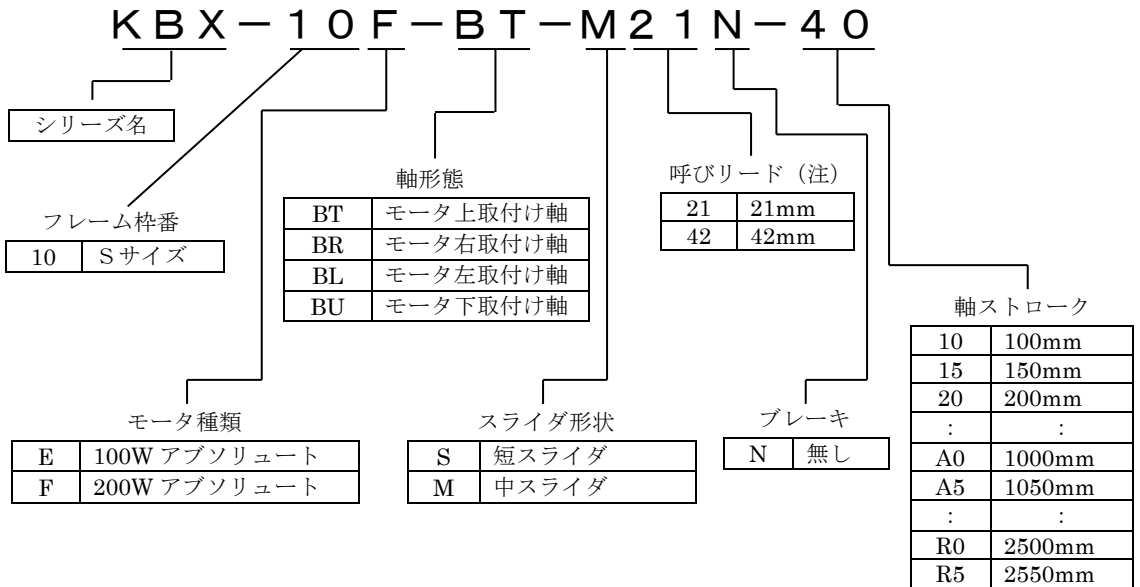 KBX-10F-BT-M21N-40
シリーズ名
フレーム枠番
10 Sサイズ
軸形態
BT モータ上取付け軸
BR モータ右取付け軸
BL モータ左取付け軸
BU モータ下取付け軸
呼びリード (注)
21 21mm
42 42mm
モータ種類
E 100W アブソリュート
F 200W アブソリュート
スライダ形状
S 短スライダ
M 中スライダ
ブレーキ
N 無し
軸ストローク
10 100mm
15 150mm
20 200mm
: :
A0 1000mm
A5 1050mm
: :
R0 2500mm
R5 2550mm